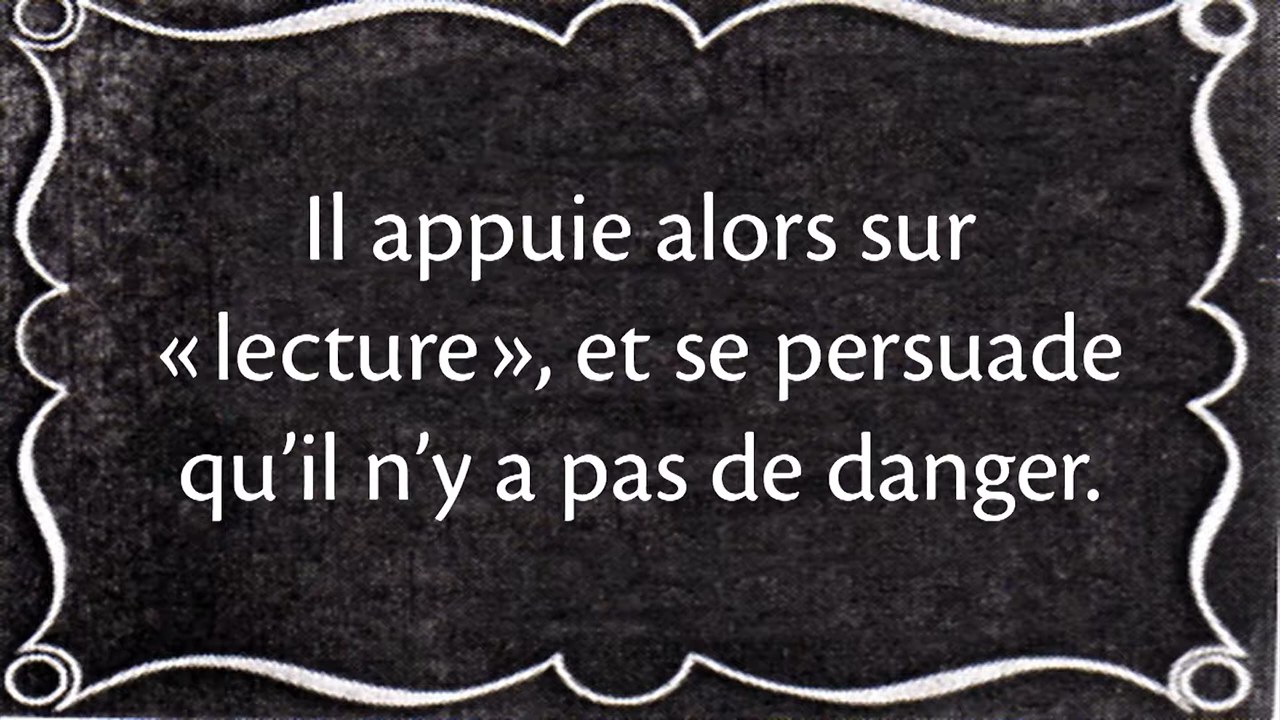 Il appuie alors sur
« lecture », et se persuade
qu’il n’y a pas de danger.